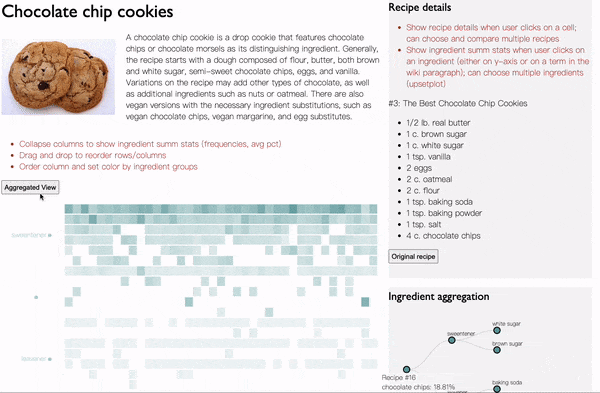 Chocolate chip cookies
A chocolate chip cookie is a drop cookie that features chocolate
chips or chocolate morsels as its distinguishing ingredient. Generally,
the recipe starts with a dough composed of flour, butter, both brown
and white sugar, semi-sweet chocolate chips, eggs, and vanilla.
Variations on the recipe may add other types of chocolate, as well
as additional ingredients such as nuts or oatmeal. There are also
vegan versions with the necessary ingredient substitutions, such as
vegan chocolate chips, vegan margarine, and egg substitutes.
• Collapse columns to show ingredient summ stats (frequencies, avg pct)
• Drag and drop to reorder rows/columns
• Order column and set color by ingredient groups
Aggregated View
sweetener
leavener
Recipe details
• Show recipe details when user clicks on a cell;
can choose and compare multiple recipes
• Show ingredient summ stats when user clicks on
an ingredient (either on y-axis or on a term in the
wiki paragraph); can choose multiple ingredients
(upsetplot)
#3: The Best Chocolate Chip Cookies
• 1/2 lb. real butter
• 1 c. brown sugar
• 1 c. white sugar
• 1 tsp. vanilla
• 2 eggs
• 2 c. oatmeal
• 2 c. flour
• 1 tsp. baking soda
• 1 tsp. baking powder
• 1 tsp. salt
• 4 c. chocolate chips
Original recipe
Ingredient aggregation
white sugar
sweetener
brown sugar
Recipe #16
chocolate chips: 18.81%
baking soda